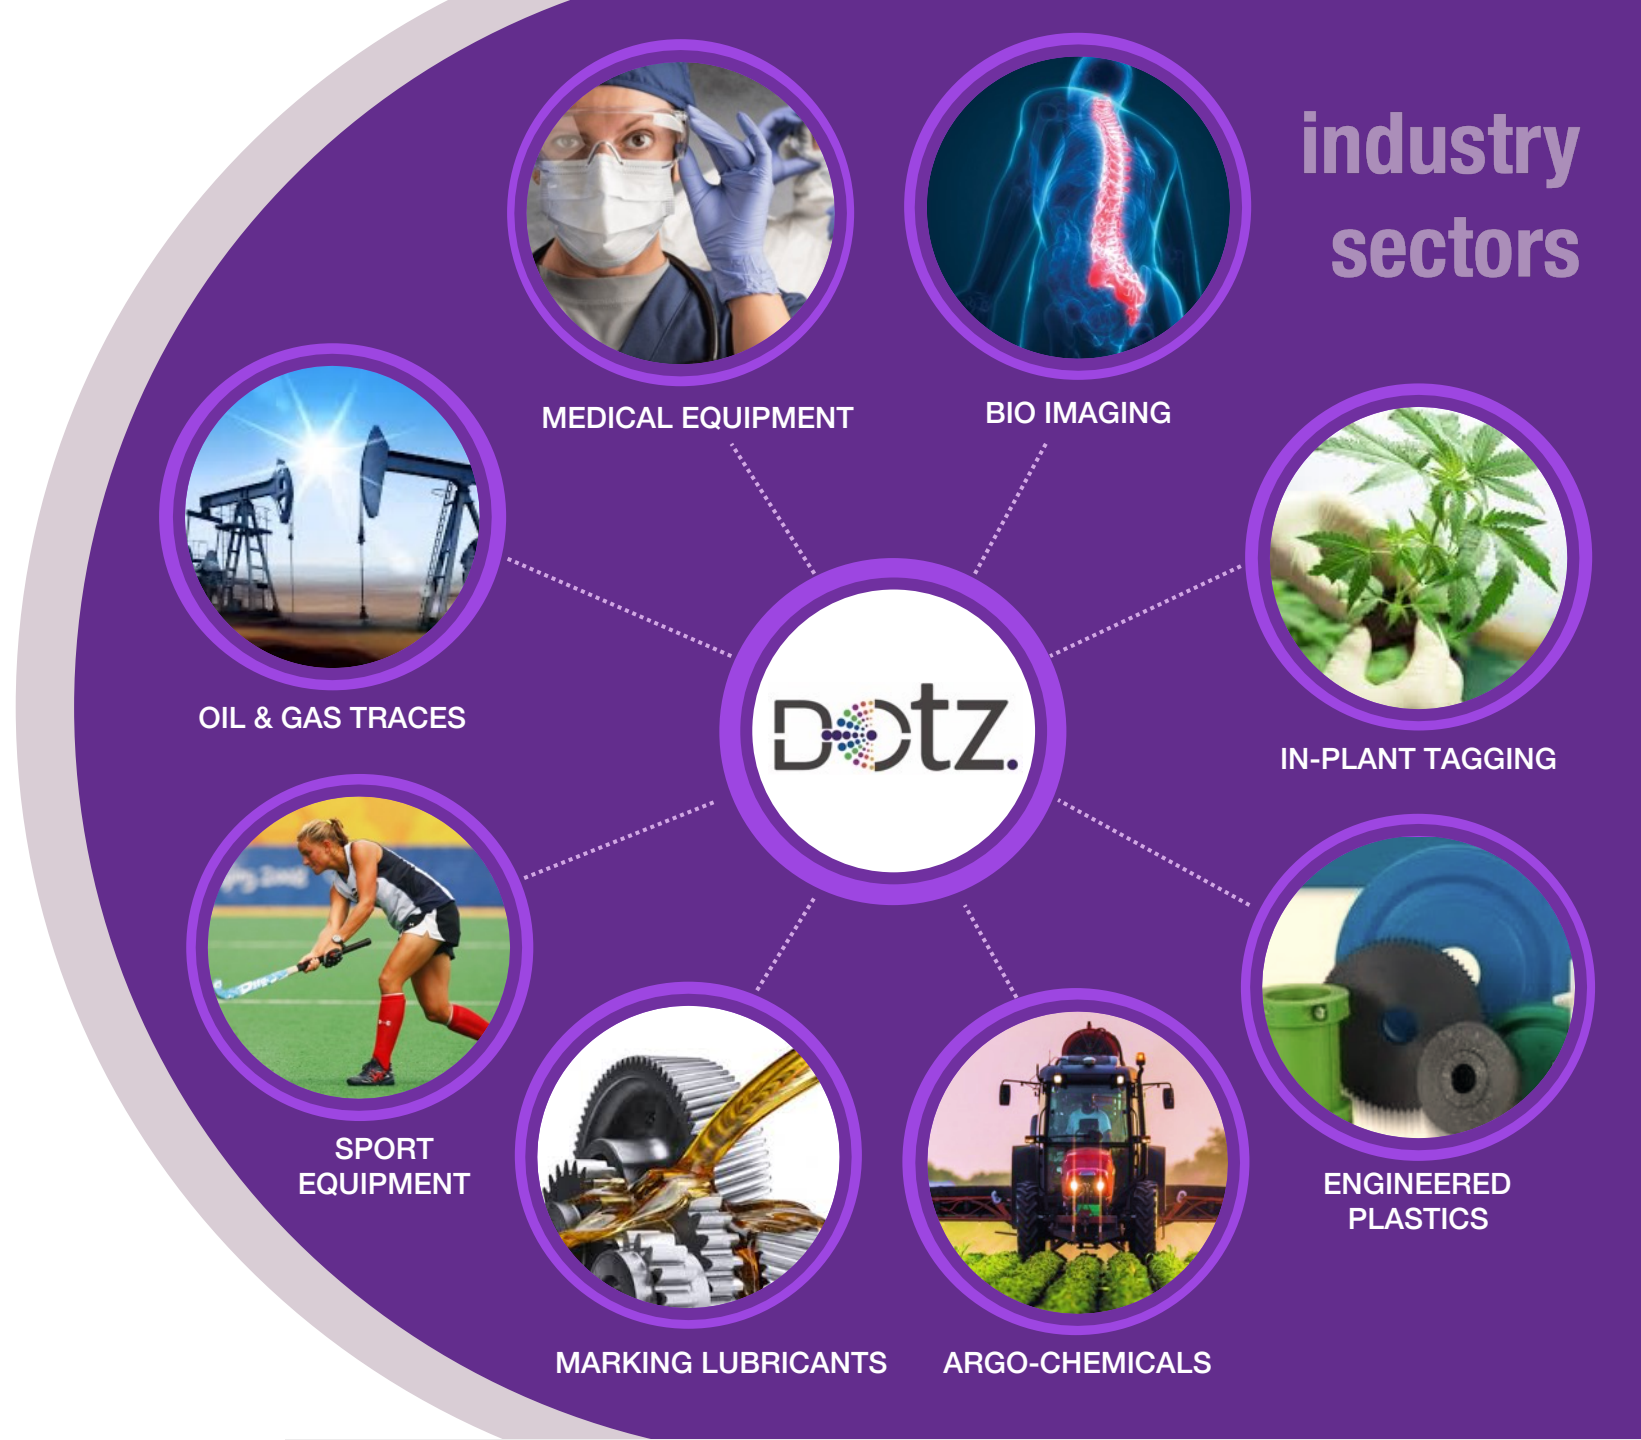 industry
sectors
MEDICAL EQUIPMENT
BIO IMAGING
OIL & GAS TRACES
IN-PLANT TAGGING
DOtz.
SPORT
EQUIPMENT
ENGINEERED
PLASTICS
MARKING LUBRICANTS
ARGO-CHEMICALS